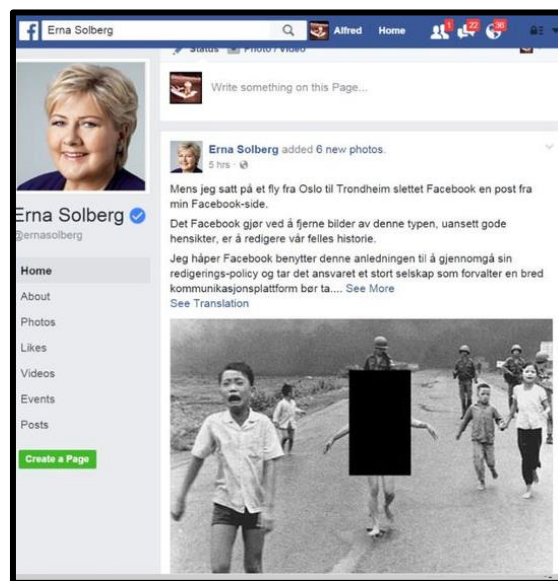 f Erna Solberg Alfred Home 1 22 36
Status Photo / Video
Write something on this Page...
Erna Solberg added 6 new photos.
5 hrs
Mens jeg satt på et fly fra Oslo til Trondheim slettet Facebook en post fra
min Facebook-side.
Det Facebook gjør ved å fjerne bilder av denne typen, uansett gode
hensikter, er å redigere vår felles historie.
Jeg håper Facebook benytter denne anledningen til å gjennomgå sin
redigerings-policy og tar det ansvaret et stort selskap som forvalter en bred
kommunikasjonsplattform bør ta.... See More
See Translation
Erna Solberg
@ernasolberg
Home
About
Photos
Likes
Videos
Events
Posts
Create a Page